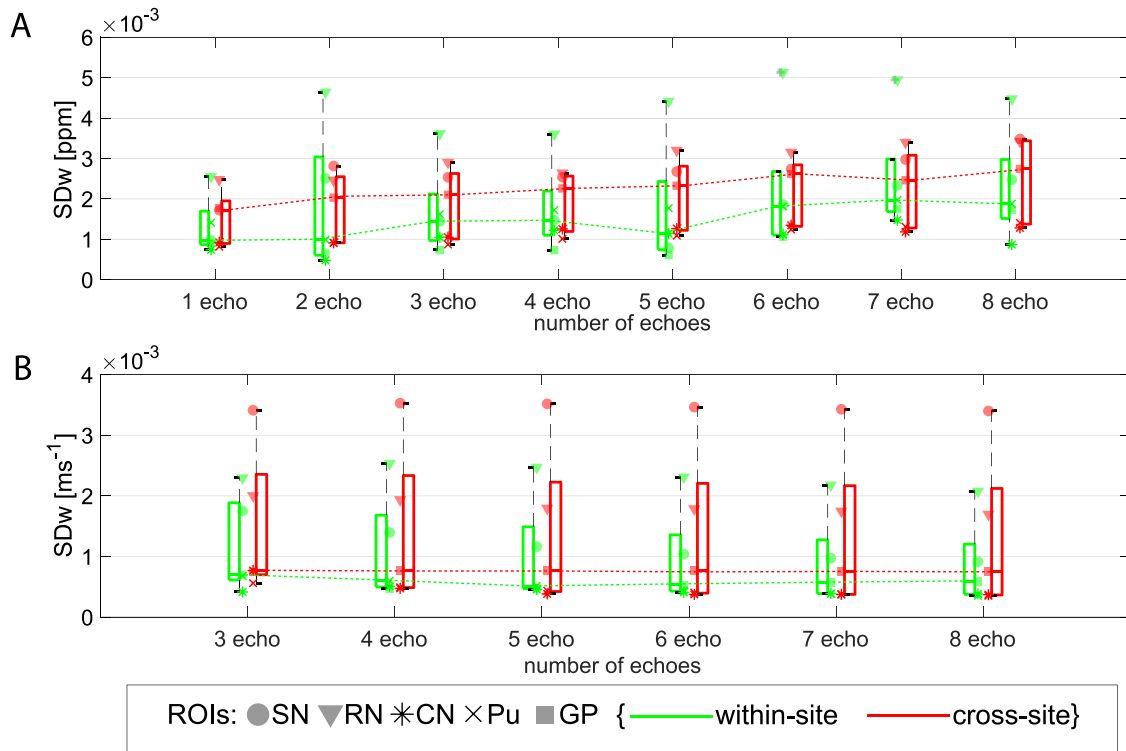 A
×10⁻³
SDw [ppm]
6
5
4
3
2
1
0
1 echo 2 echo 3 echo 4 echo 5 echo 6 echo 7 echo 8 echo
number of echoes
B
×10⁻³
SDw [ms⁻¹]
4
3
2
1
0
3 echo 4 echo 5 echo 6 echo 7 echo 8 echo
number of echoes
ROIs: SN RN CN Pu GP { within-site cross-site}